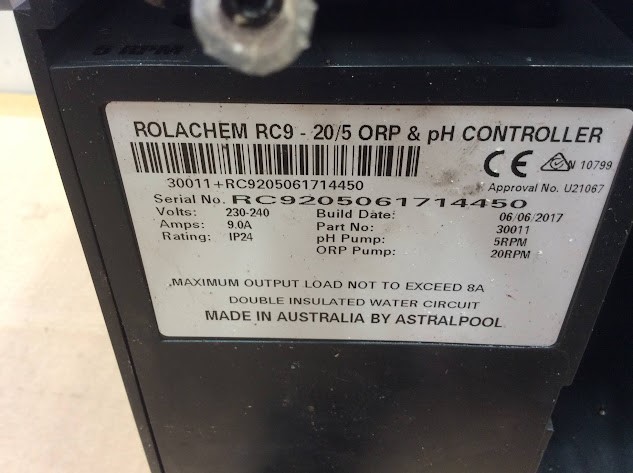 5 RPM
ROLACHEM RC9 - 20/5 ORP & pH CONTROLLER
CE N 10799
30011+RC9205061714450
Approval No. U21067
Serial No. RC9205061714450
Volts: 230-240 Build Date: 06/06/2017
Amps: 9.0A Part No: 30011
Rating: IP24 pH Pump: 5RPM
ORP Pump: 20RPM
MAXIMUM OUTPUT LOAD NOT TO EXCEED 8A
DOUBLE INSULATED WATER CIRCUIT
MADE IN AUSTRALIA BY ASTRALPOOL